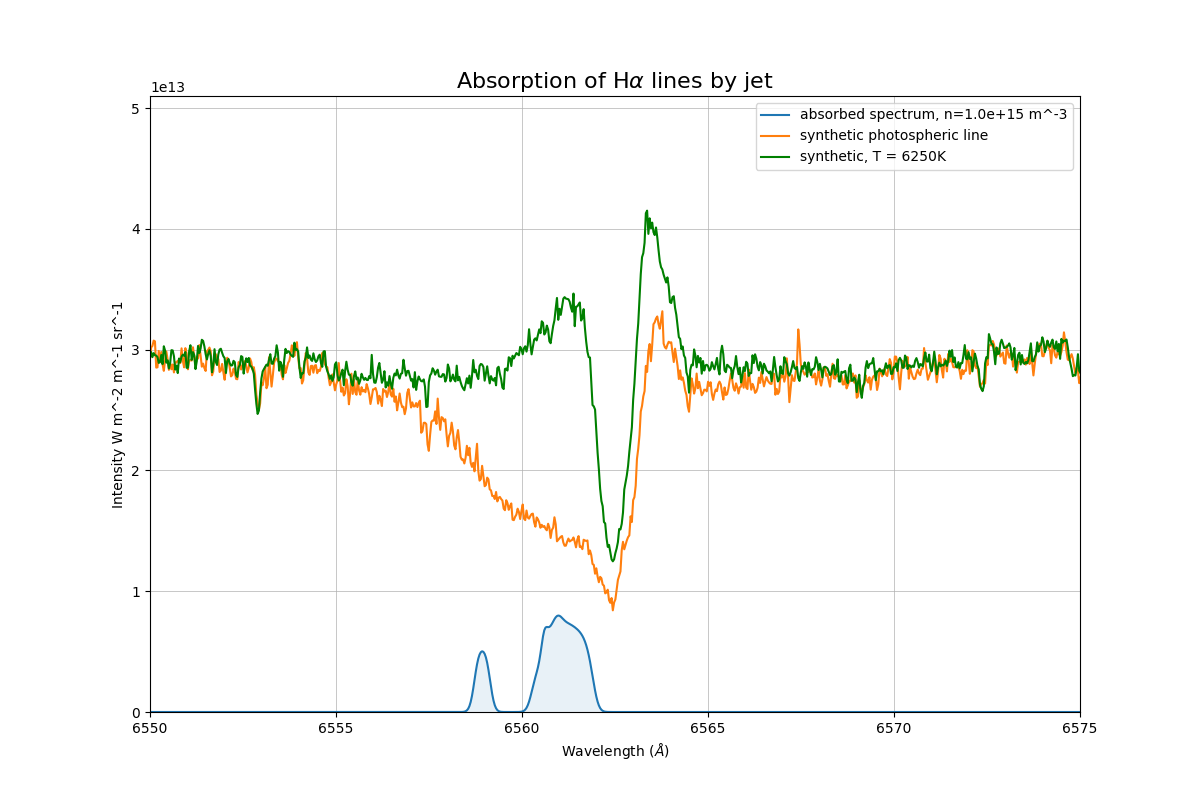 Absorption of Hα lines by jet
1e13
5
4
3
2
1
0
Intensity W m^-2 m^-1 sr^-1
absorbed spectrum, n=1.0e+15 m^-3
synthetic photospheric line
synthetic, T = 6250K
6550 6555 6560 6565 6570 6575
Wavelength (Å)